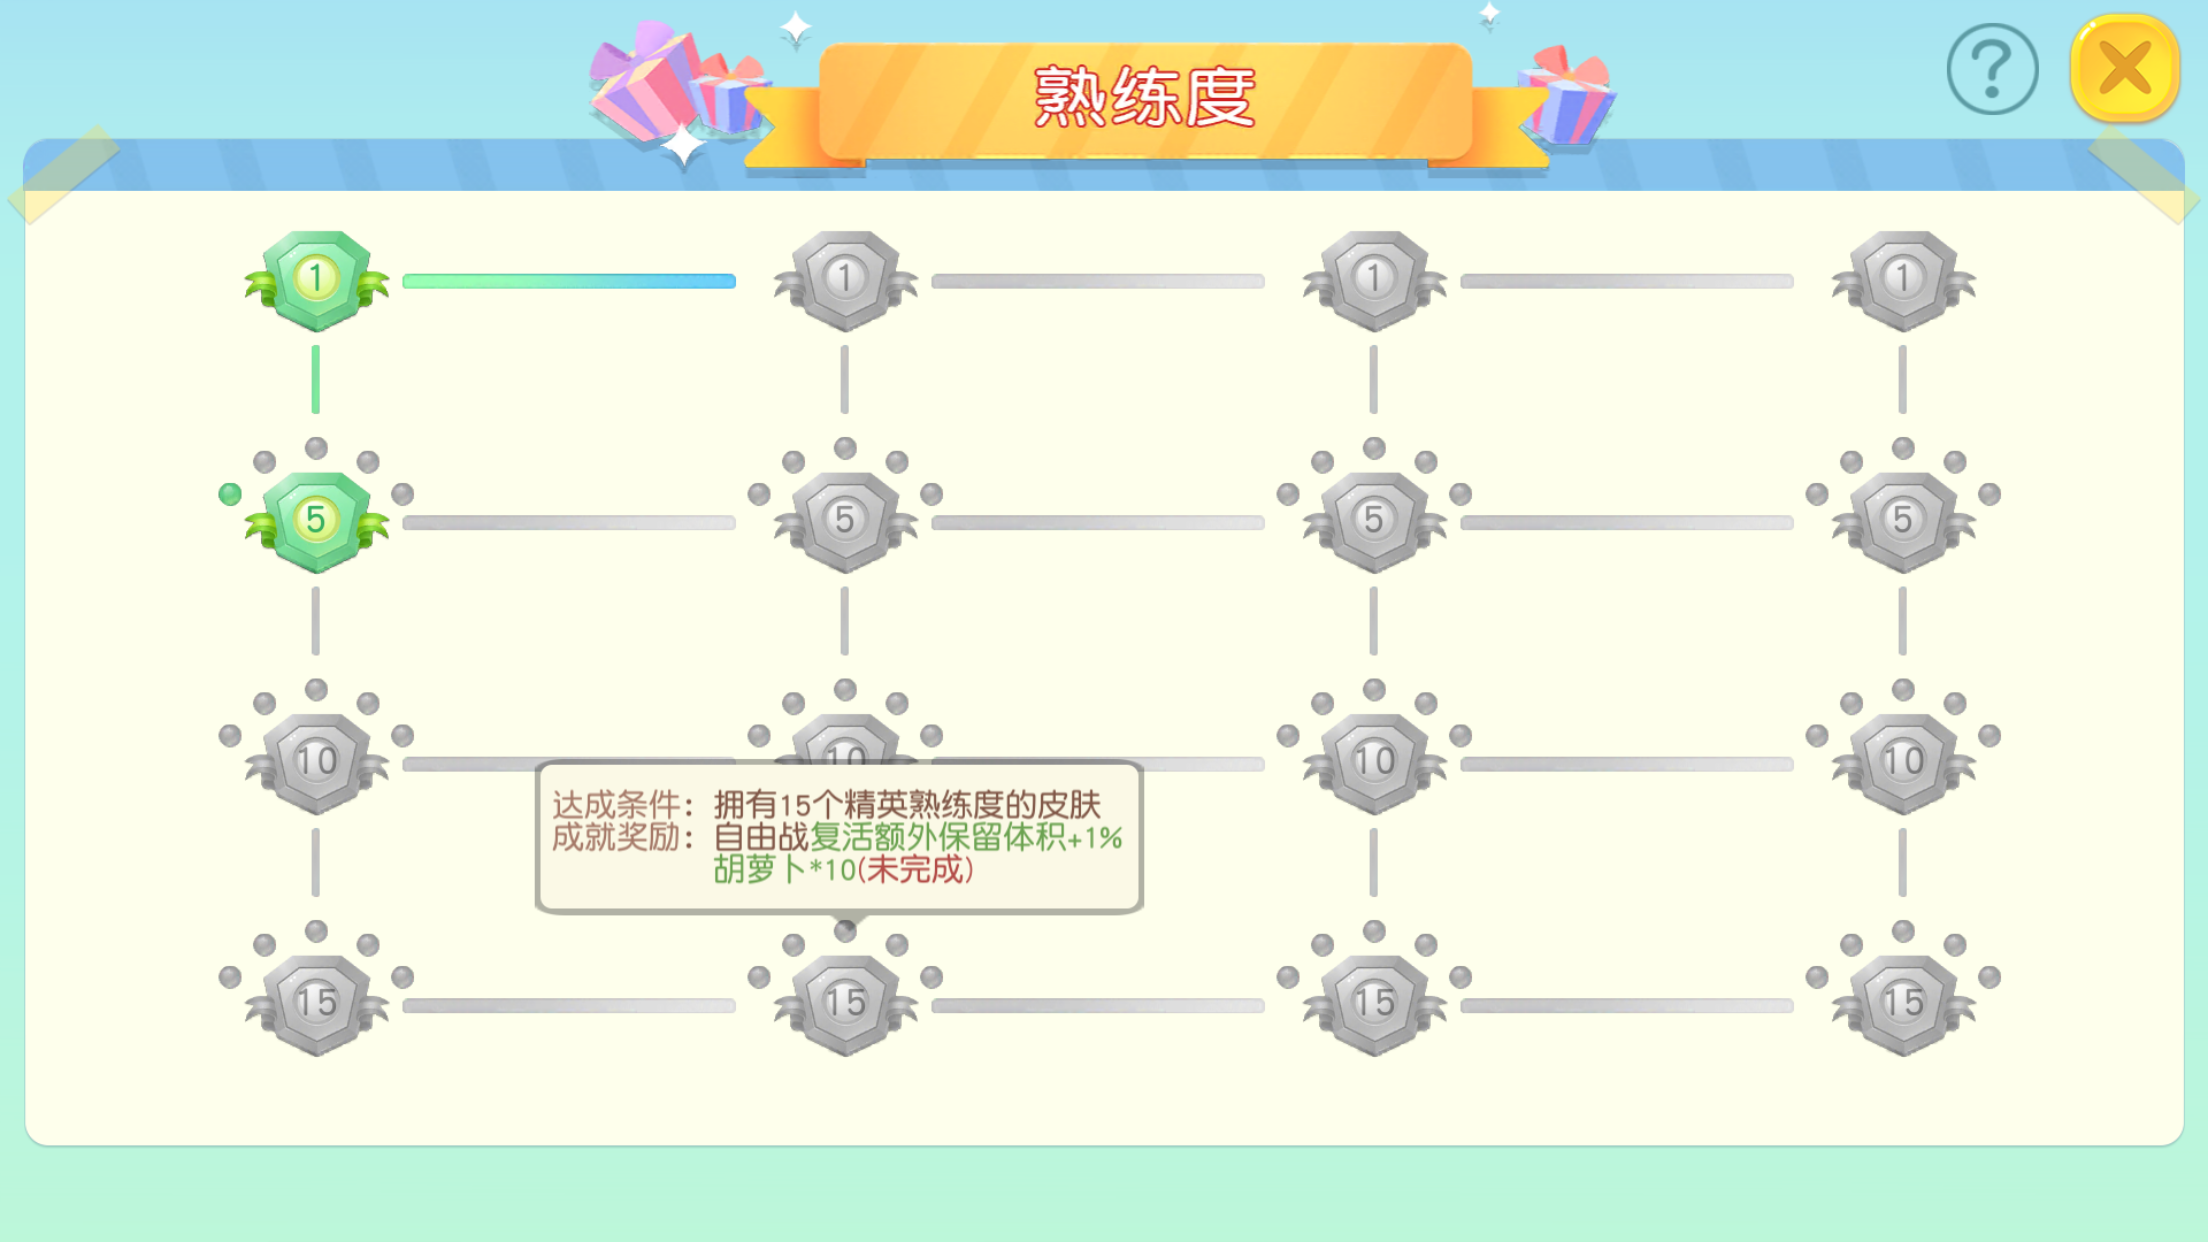 熟练度
?
1 1 1 1
5 5 5 5
10 10 10 10
达成条件：拥有15个精英熟练度的皮肤
成就奖励：自由战复活额外保留体积+1%
胡萝卜*10(未完成)
15 15 15 15